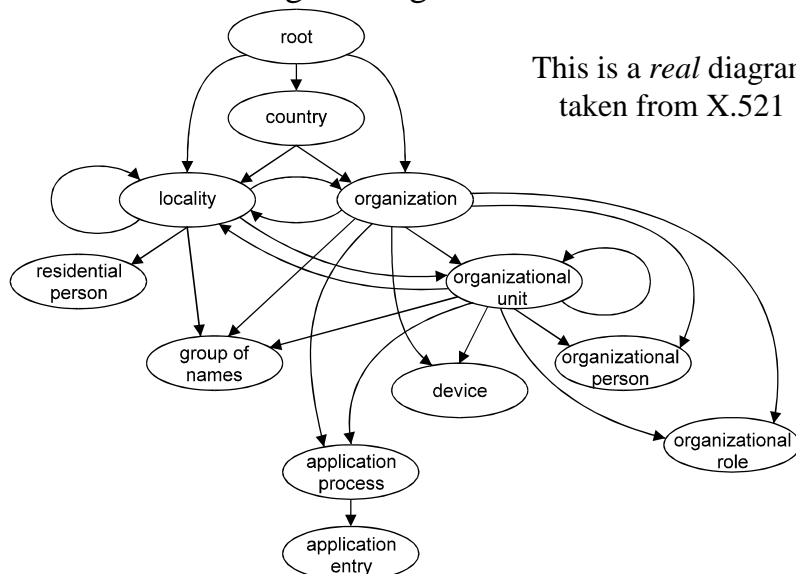 root
This is a real diagram
taken from X.521
country
locality
organization
residential
person
organizational
unit
group of
names
device
organizational
person
organizational
role
application
process
application
entry